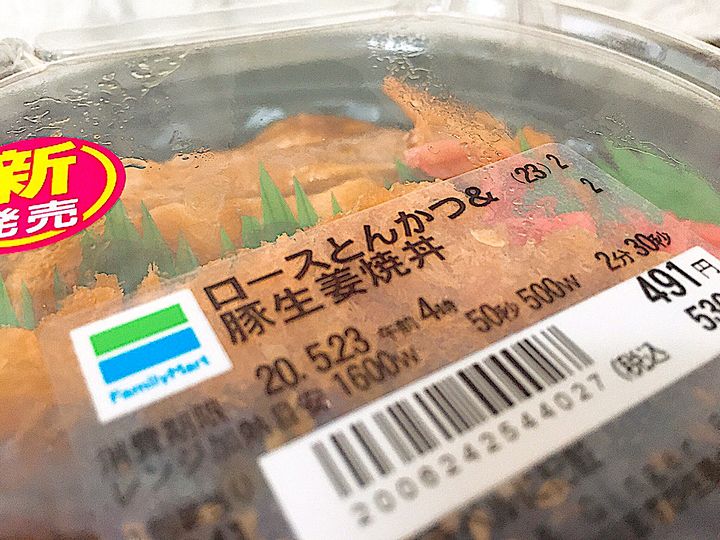 新
発売
ロースとんかつ&
豚生姜焼丼
(23) 2
2
FamilyMart
消費期限 20. 5.23 午前 4時
レンジ加熱目安 1600W 50秒 500W 2分30秒
491円
530
(税込
2006242544027